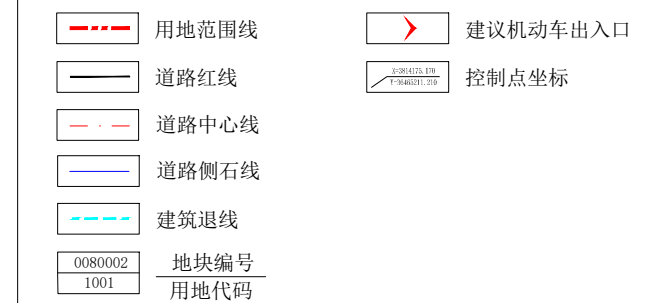 用地范围线
建议机动车出入口
道路红线
X=3814175.170
Y=36465211.210
控制点坐标
道路中心线
道路侧石线
建筑退线
0080002
地块编号
1001
用地代码